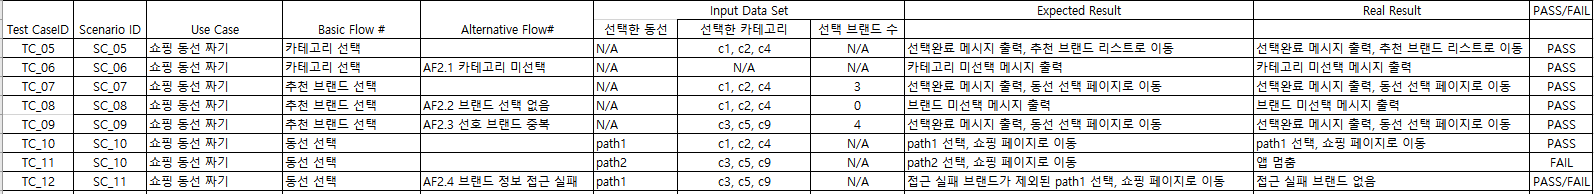 Input Data Set Expected Result Real Result PASS/FAIL
Test CaseID Scenario ID Use Case Basic Flow # Alternative Flow# 선택한 동선 선택한 카테고리 선택 브랜드 수
TC_05 SC_05 쇼핑 동선 짜기 카테고리 선택 N/A c1, c2, c4 N/A 선택완료 메시지 출력, 추천 브랜드 리스트로 이동 선택완료 메시지 출력, 추천 브랜드 리스트로 이동 PASS
TC_06 SC_06 쇼핑 동선 짜기 카테고리 선택 AF2.1 카테고리 미선택 N/A N/A N/A 카테고리 미선택 메시지 출력 카테고리 미선택 메시지 출력 PASS
TC_07 SC_07 쇼핑 동선 짜기 추천 브랜드 선택 N/A c1, c2, c4 3 선택완료 메시지 출력, 동선 선택 페이지로 이동 선택완료 메시지 출력, 동선 선택 페이지로 이동 PASS
TC_08 SC_08 쇼핑 동선 짜기 추천 브랜드 선택 AF2.2 브랜드 선택 없음 N/A c1, c2, c4 0 브랜드 미선택 메시지 출력 브랜드 미선택 메시지 출력 PASS
TC_09 SC_09 쇼핑 동선 짜기 추천 브랜드 선택 AF2.3 선호 브랜드 중복 N/A c3, c5, c9 4 선택완료 메시지 출력, 동선 선택 페이지로 이동 선택완료 메시지 출력, 동선 선택 페이지로 이동 PASS
TC_10 SC_10 쇼핑 동선 짜기 동선 선택 path1 c1, c2, c4 N/A path1 선택, 쇼핑 페이지로 이동 path1 선택, 쇼핑 페이지로 이동 PASS
TC_11 SC_10 쇼핑 동선 짜기 동선 선택 path2 c3, c5, c9 N/A path2 선택, 쇼핑 페이지로 이동 앱 멈춤 FAIL
TC_12 SC_11 쇼핑 동선 짜기 동선 선택 AF2.4 브랜드 정보 접근 실패 path1 c3, c5, c9 N/A 접근 실패 브랜드가 제외된 path1 선택, 쇼핑 페이지로 이동 접근 실패 브랜드 없음 PASS/FAIL